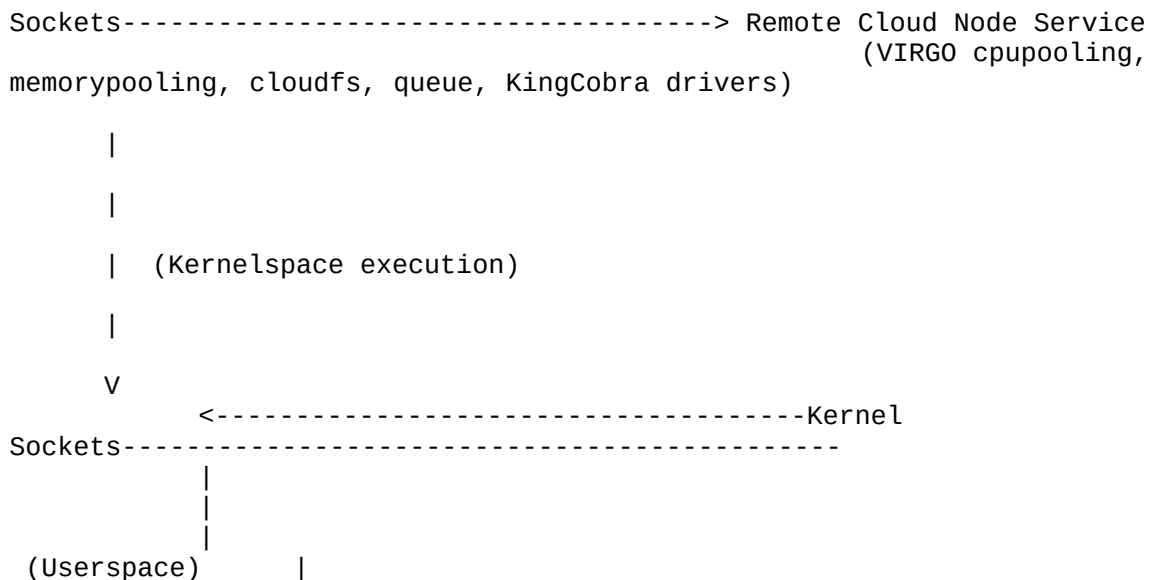 Sockets-------------------------------------> Remote Cloud Node Service
(VIRGO cpupooling,
memorypooling, cloudfs, queue, KingCobra drivers)
|
|
| (Kernelspace execution)
|
V
<-------------------------------------Kernel
Sockets---------------------------------------------
|
|
|
(Userspace) |